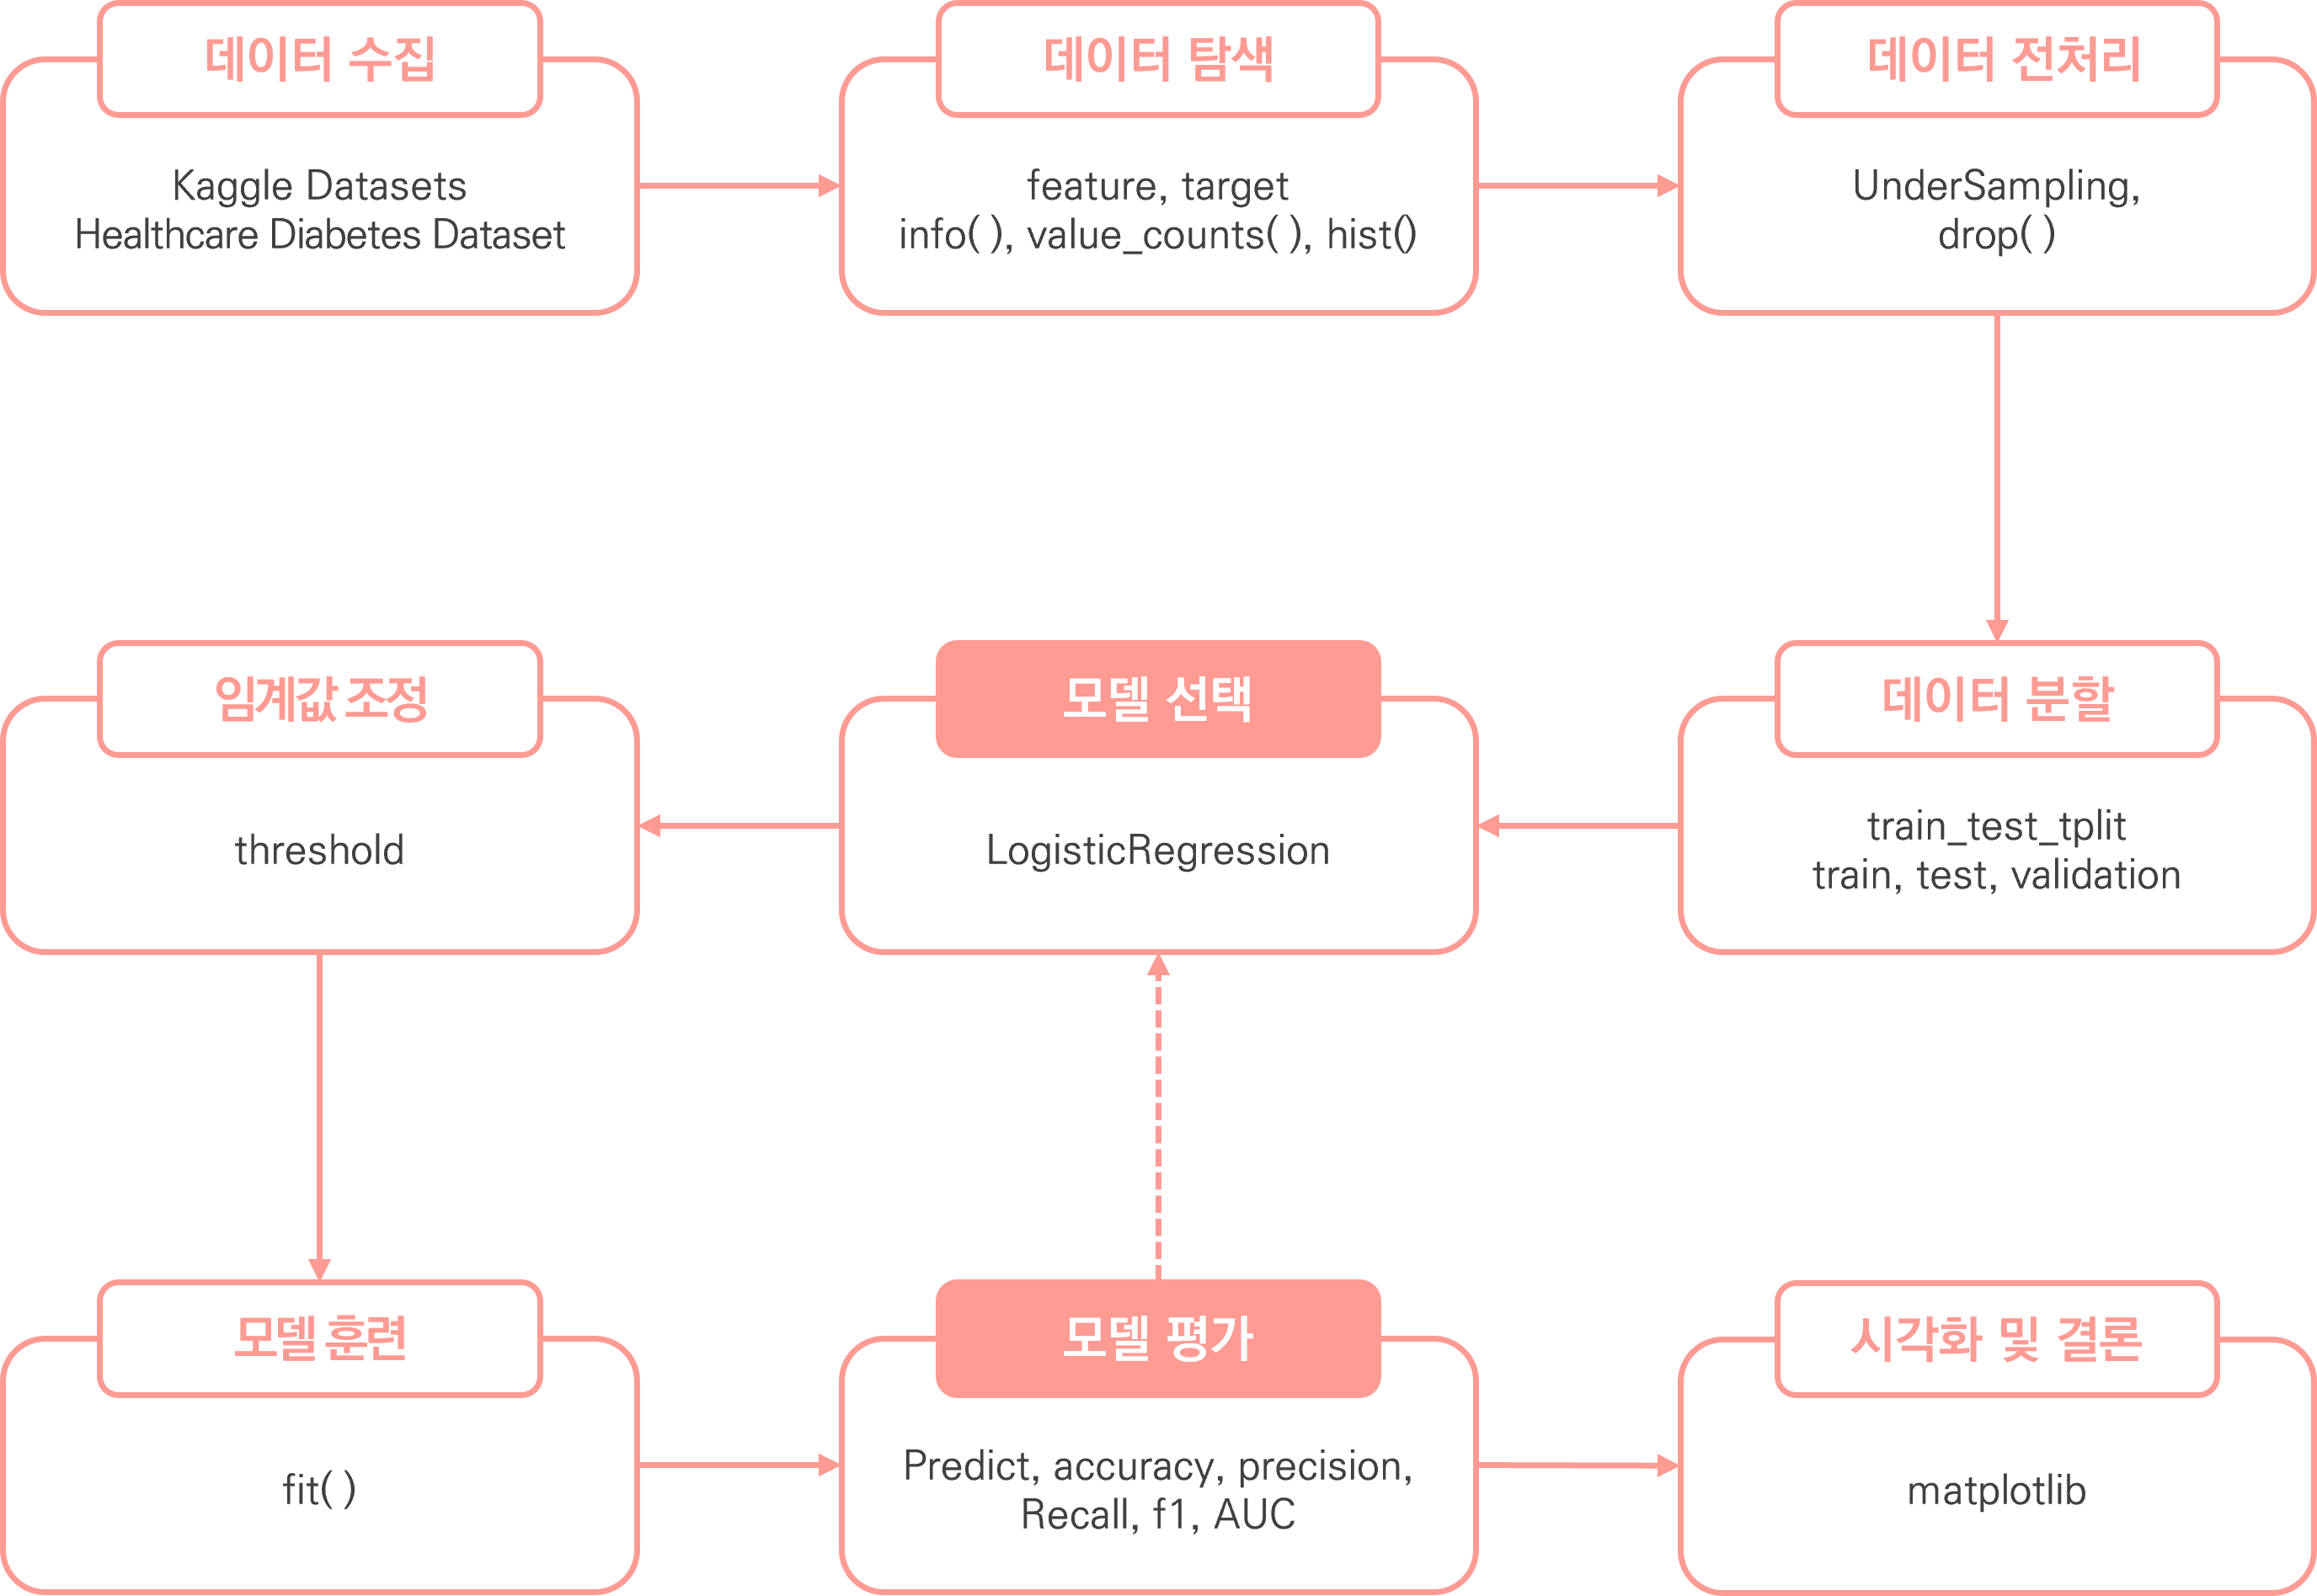 데이터 수집
Kaggle Datasets
Healthcare Diabetes Dataset
데이터 탐색
feature, target
info( ), value_counts( ), hist()
데이터 전처리
UnderSampling,
drop( )
임계값 조정
threshold
모델 선택
LogisticRegression
데이터 분할
train_test_tplit
train, test, validation
모델 훈련
fit( )
모델 평가
Predict, accuracy, precision,
Recall, f1, AUC
시각화 및 결론
matplotlib